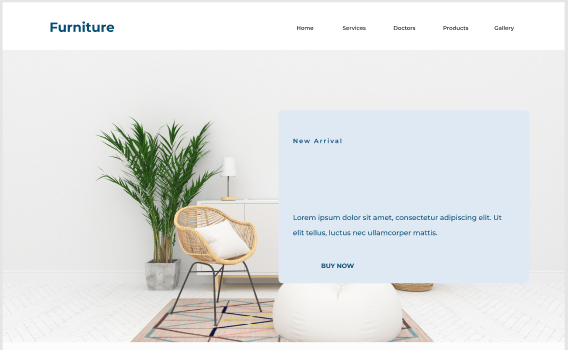 Furniture
Home Services Doctors Products Gallery
New Arrival
Lorem ipsum dolor sit amet, consectetur adipiscing elit. Ut
elit tellus, luctus nec ullamcorper mattis.
BUY NOW